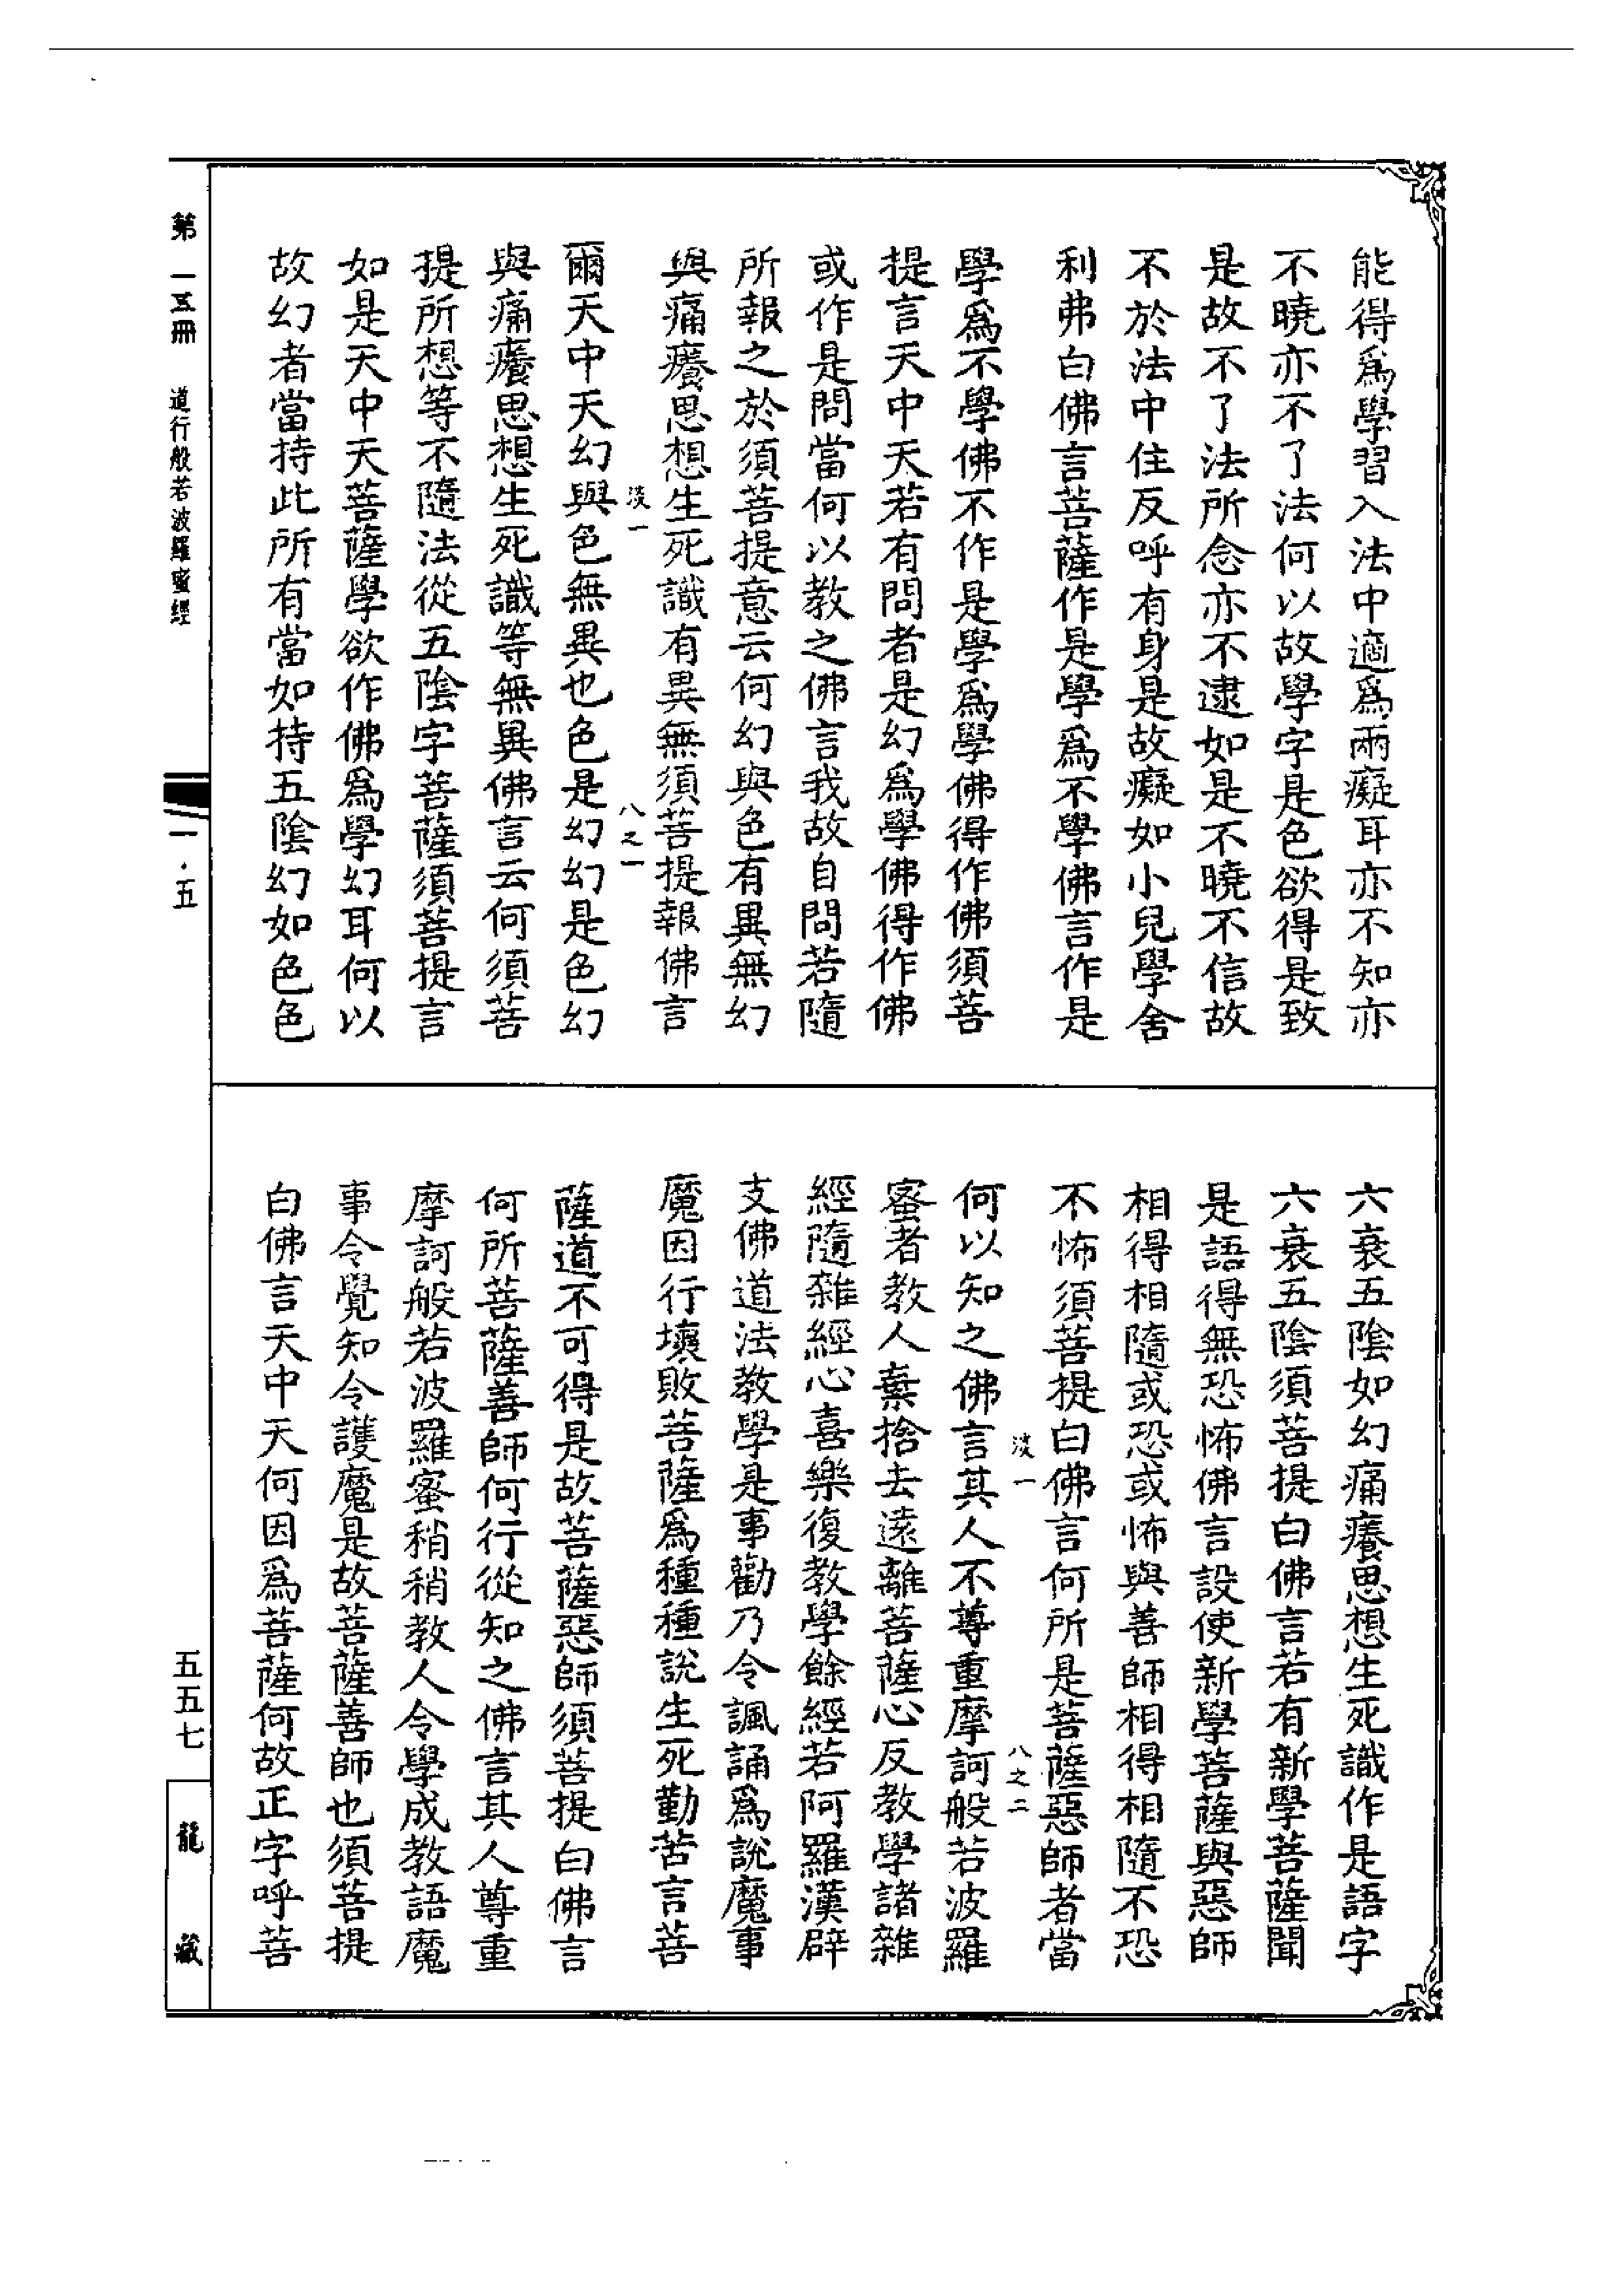 能得爲學習入法中適爲兩癡耳亦不知亦
不曉亦不了法何以故學字是色欲得是致
是故不了法所念亦不逮如是不曉不信故
不於法中住反呼有身是故癡如小兒學舍
利弗白佛言菩薩作是學爲不學佛言作是
學爲不學佛不作是學爲學佛得作佛須菩
提言天中天若有問者是幻爲學佛得作佛
或作是問當何以教之佛言我故自問若隨
所報之於須菩提意云何幻與色有異無幻
與痛癢思想生死識有異無須菩提報佛言
淡一
八之一
爾天中天幻與色無異也色是幻幻是色幻
與痛癢思想生死識等無異佛言云何須菩
提所想等不隨法從五陰字菩薩須菩提言
如是天中天菩薩學欲作佛爲學幻耳何以
故幻者當持此所有當如持五陰幻如色色
六衰五陰如幻痛癢思想生死識作是語字
六衰五陰須菩提白佛言若有新學菩薩聞
是語得無恐怖佛言設使新學菩薩與惡師
相得相隨或恐或怖與善師相得相隨不恐
不怖須菩提白佛言何所是菩薩惡師者當
淡一
八之二
何以知之佛言其人不尊重摩訶般若波羅
蜜者教人棄捨去遠離菩薩心反教學諸雜
經隨雜經心喜樂復教學餘經若阿羅漢辟
支佛道法教學是事勸乃令諷誦爲說魔事
魔因行壞敗菩薩爲種種說生死勤苦言菩
薩道不可得是故菩薩惡師須菩提白佛言
何所菩薩善師何行從知之佛言其人尊重
摩訶般若波羅蜜稍稍教人令學成教語魔
事令覺知令護魔是故菩薩善師也須菩提
白佛言天中天何因爲菩薩何故正字呼菩
第一五冊 道行般若波羅蜜經
一·五
五五七
龍藏